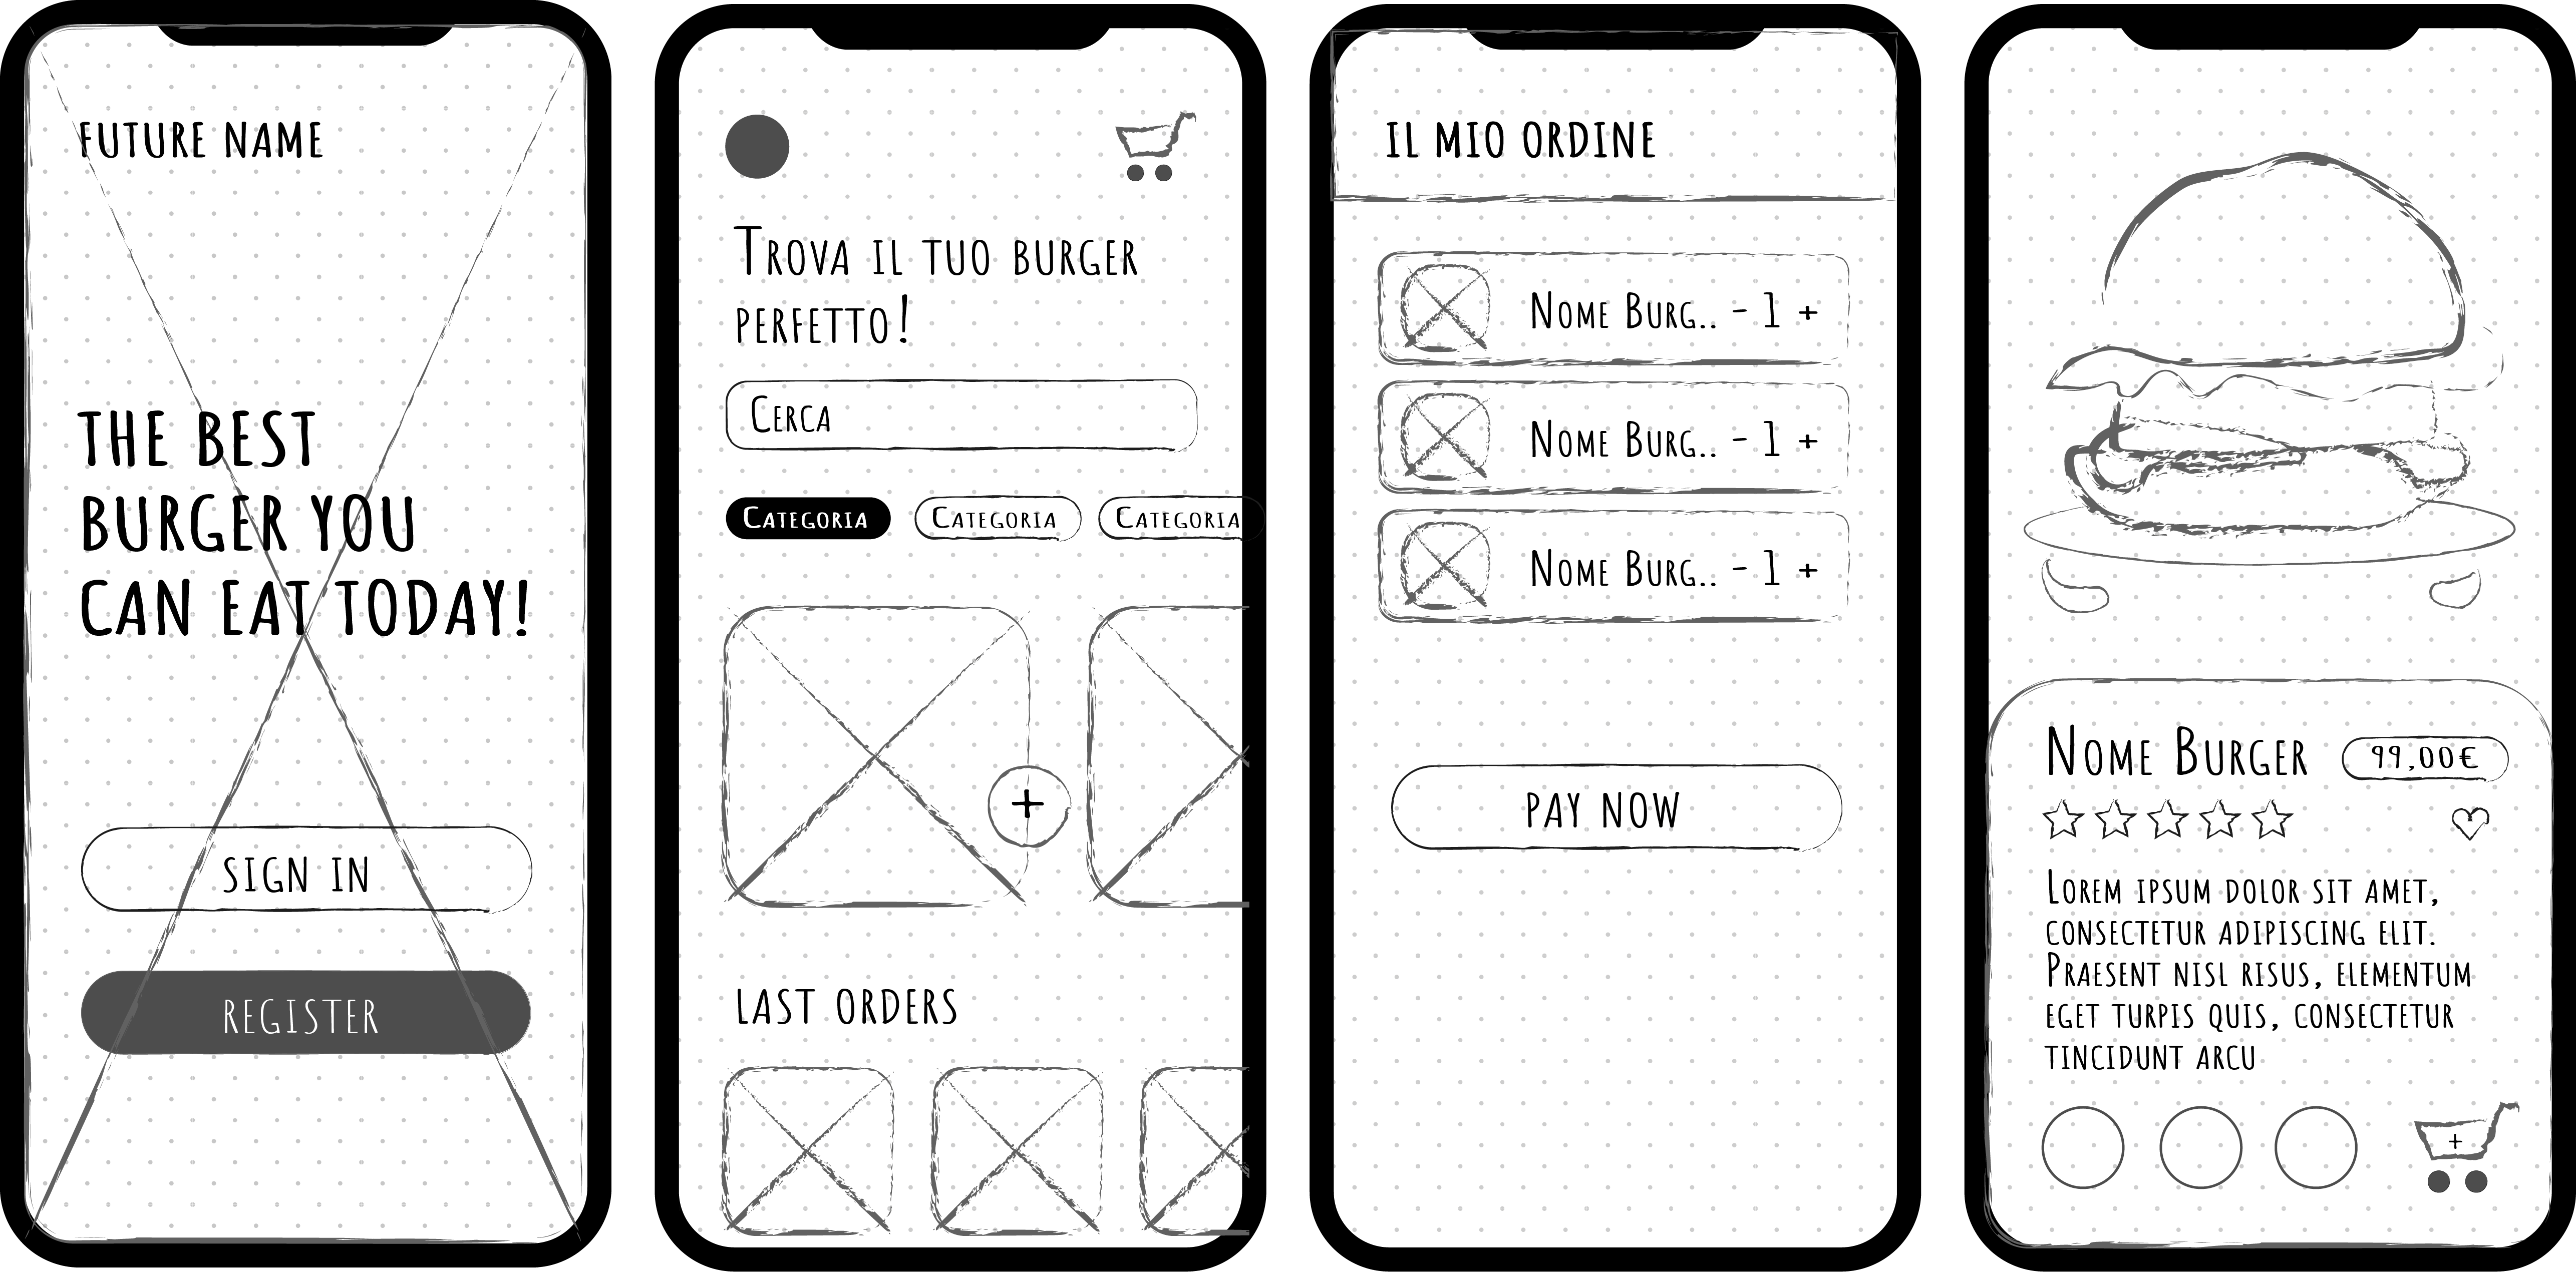 FUTURE NAME
THE BEST
BURGER YOU
CAN EAT TODAY!
SIGN IN
REGISTER
Trova il tuo burger
perfetto!
Cerca
Categoria Categoria Categoria
+
LAST ORDERS
IL MIO ORDINE
Nome Burg.. - 1 +
Nome Burg.. - 1 +
Nome Burg.. - 1 +
PAY NOW
Nome Burger 99,00€
Lorem ipsum dolor sit amet,
consectetur adipiscing elit.
Praesent nisl risus, elementum
eget turpis quis, consectetur
tincidunt arcu
+